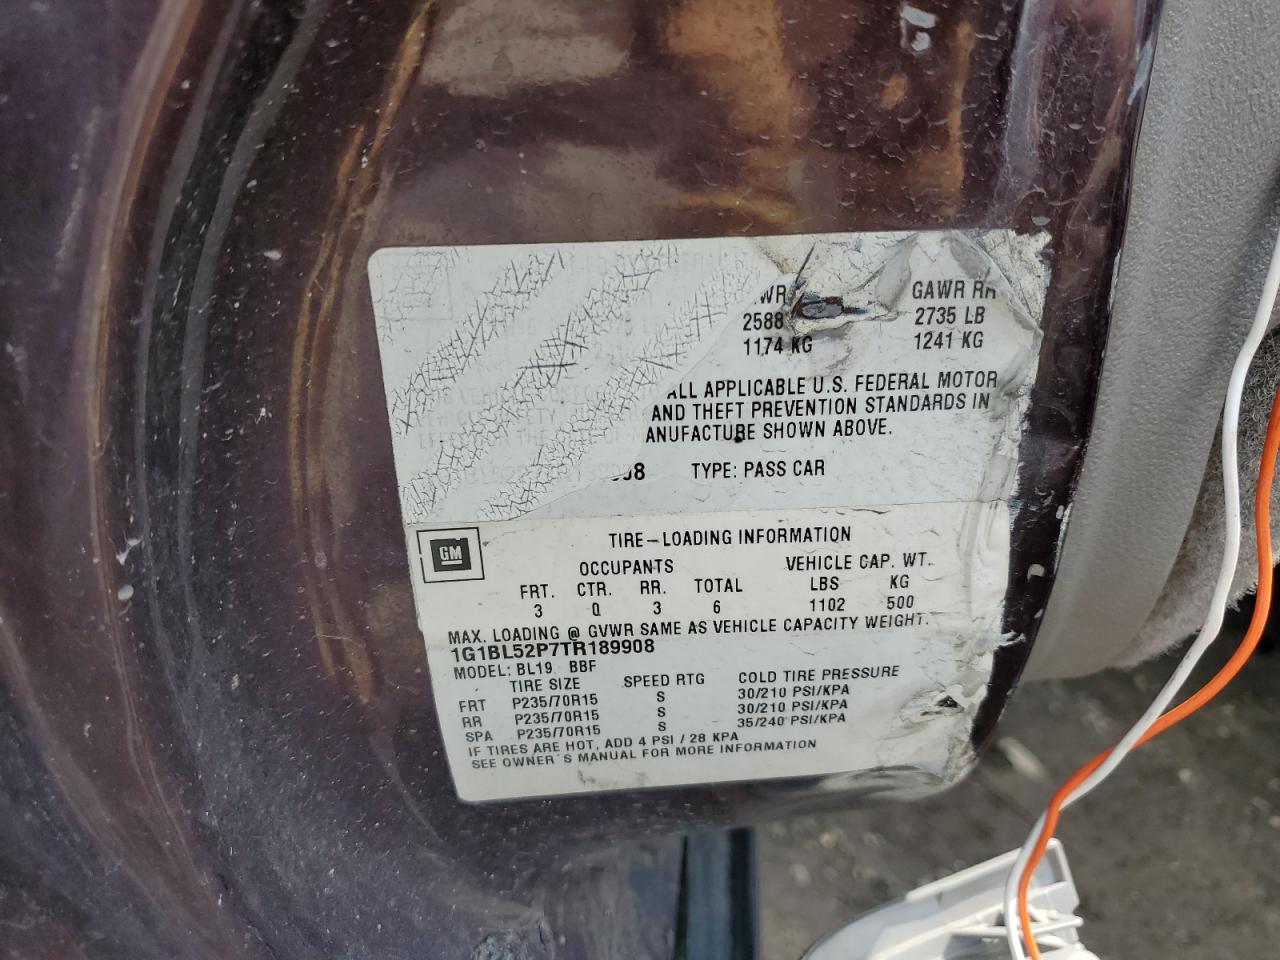 WR GAWR RR
2588 2735 LB
1174 KG 1241 KG
ALL APPLICABLE U.S. FEDERAL MOTOR
AND THEFT PREVENTION STANDARDS IN
ANUFACTURE SHOWN ABOVE.
08 TYPE: PASS CAR
GM
TIRE-LOADING INFORMATION
OCCUPANTS VEHICLE CAP. WT.
FRT. CTR. RR. TOTAL LBS KG
3 0 3 6 1102 500
MAX. LOADING @ GVWR SAME AS VEHICLE CAPACITY WEIGHT.
1G1BL52P7TR189908
MODEL: BL19 BBF
TIRE SIZE SPEED RTG COLD TIRE PRESSURE
FRT P235/70R15 S 30/210 PSI/KPA
RR P235/70R15 S 30/210 PSI/KPA
SPA P235/70R15 S 35/240 PSI/KPA
IF TIRES ARE HOT, ADD 4 PSI / 28 KPA
SEE OWNER'S MANUAL FOR MORE INFORMATION